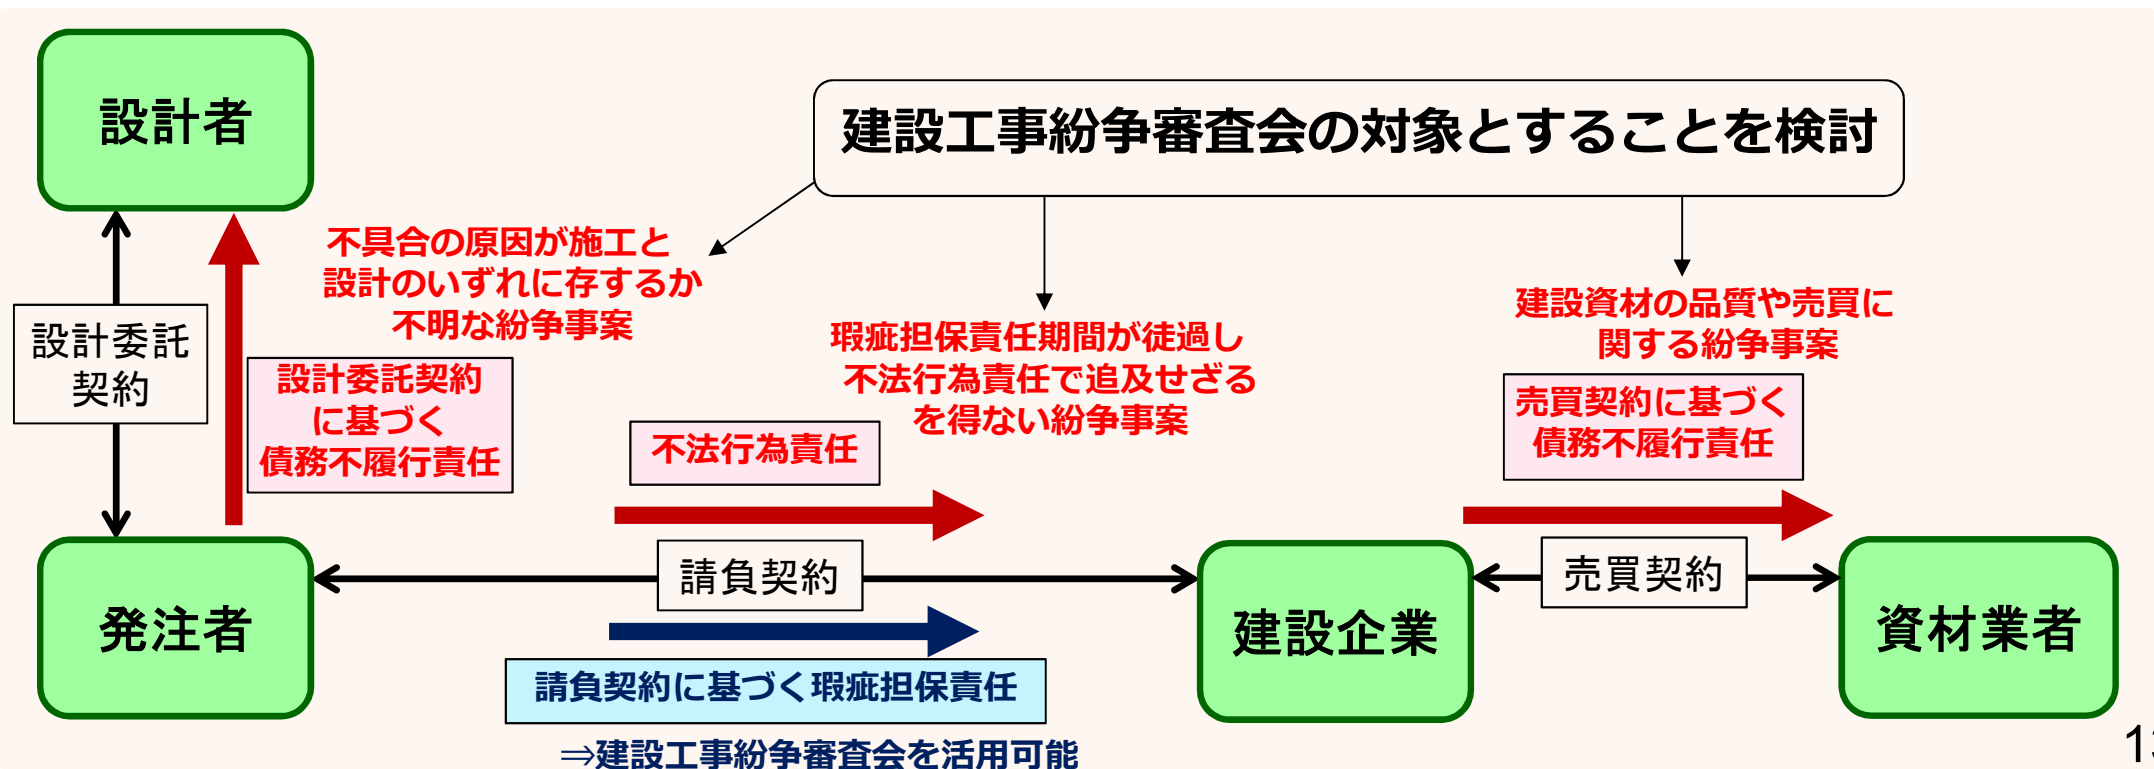 設計者
建設工事紛争審査会の対象とすることを検討
不具合の原因が施工と
設計のいずれに存するか
不明な紛争事案
瑕疵担保責任期間が徒過し
不法行為責任で追及せざる
を得ない紛争事案
建設資材の品質や売買に
関する紛争事案
設計委託
契約
設計委託契約
に基づく
債務不履行責任
不法行為責任
売買契約に基づく
債務不履行責任
請負契約
売買契約
発注者
建設企業
資材業者
請負契約に基づく瑕疵担保責任
⇒建設工事紛争審査会を活用可能